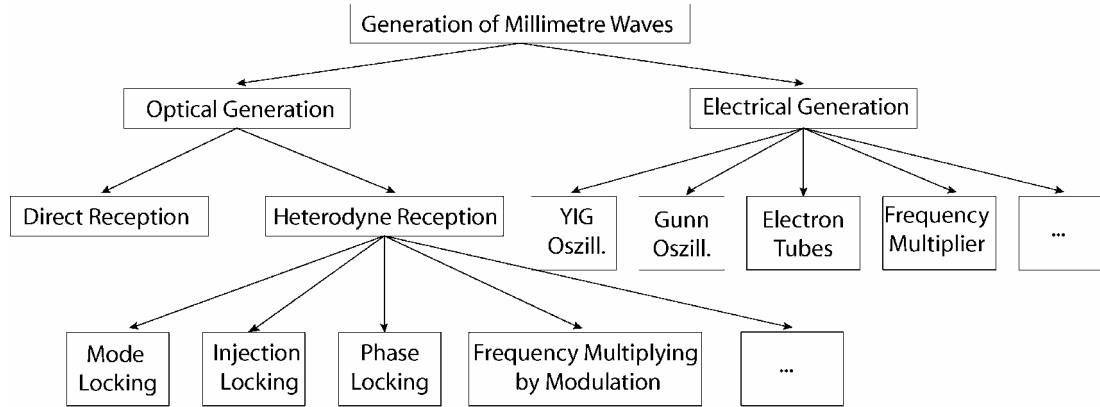 Generation of Millimetre Waves
Optical Generation
Electrical Generation
Direct Reception
Heterodyne Reception
YIG
Oszill.
Gunn
Oszill.
Electron
Tubes
Frequency
Multiplier
...
Mode
Locking
Injection
Locking
Phase
Locking
Frequency Multiplying
by Modulation
...